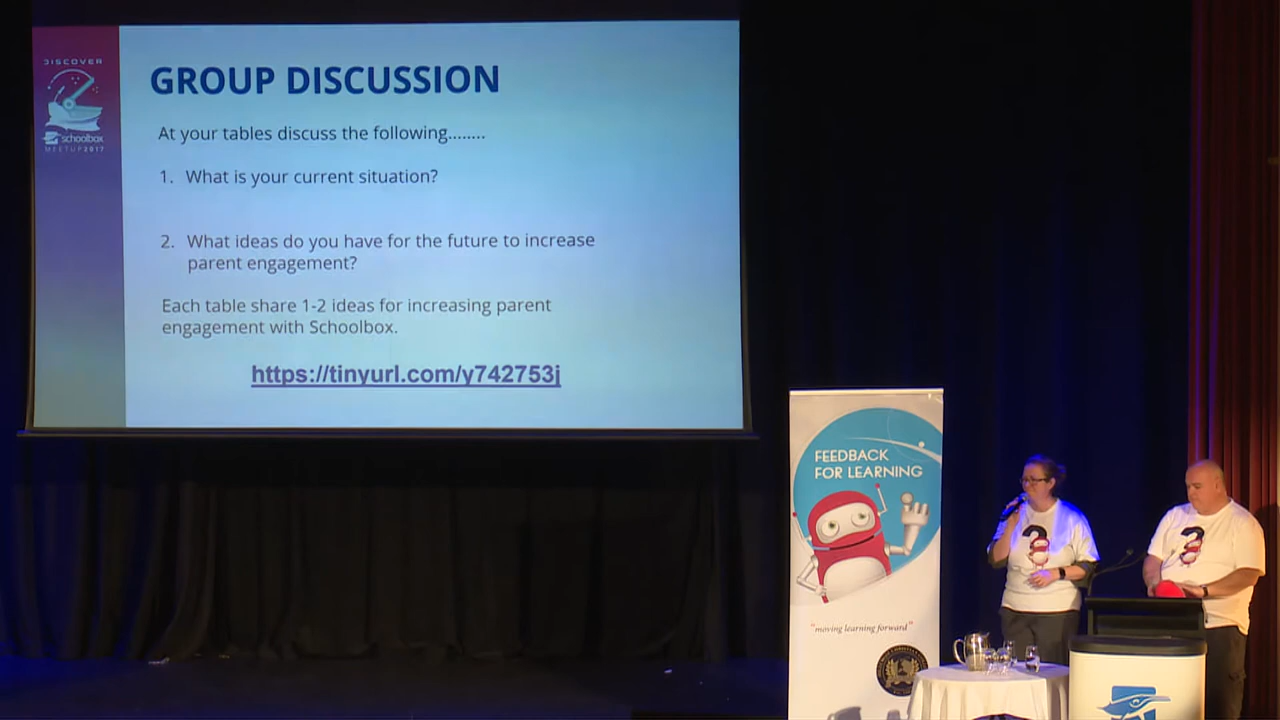 DISCOVER
schoolbox
MEETUP2017
GROUP DISCUSSION
At your tables discuss the following........
1. What is your current situation?
2. What ideas do you have for the future to increase
parent engagement?
Each table share 1-2 ideas for increasing parent
engagement with Schoolbox.
https://tinyurl.com/y742753j
FEEDBACK
FOR LEARNING
"moving learning forward"